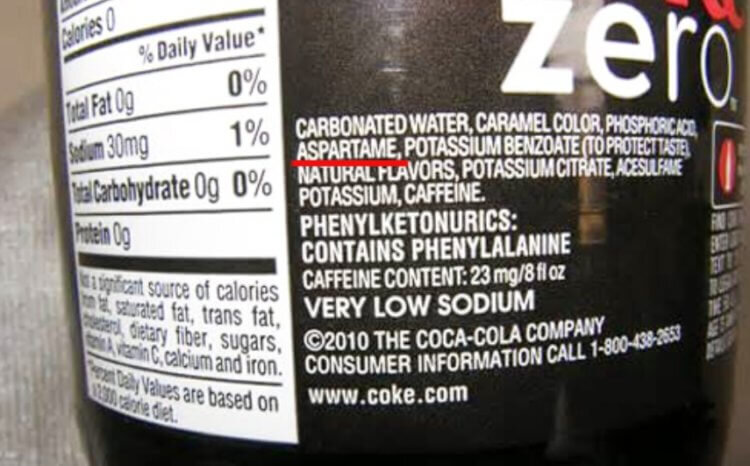 Calories 0
% Daily Value*
Total Fat 0g 0%
Sodium 30mg 1%
Total Carbohydrate 0g 0%
Protein 0g
Not a significant source of calories
from fat, saturated fat, trans fat,
cholesterol, dietary fiber, sugars,
vitamin A, vitamin C, calcium and iron.
*Percent Daily Values are based on
a 2,000 calorie diet.
zero
CARBONATED WATER, CARAMEL COLOR, PHOSPHORIC ACID,
ASPARTAME, POTASSIUM BENZOATE (TO PROTECT TASTE),
NATURAL FLAVORS, POTASSIUM CITRATE, ACESULFAME
POTASSIUM, CAFFEINE.
PHENYLKETONURICS:
CONTAINS PHENYLALANINE
CAFFEINE CONTENT: 23 mg/8 fl oz
VERY LOW SODIUM
©2010 THE COCA-COLA COMPANY
CONSUMER INFORMATION CALL 1-800-438-2653
www.coke.com